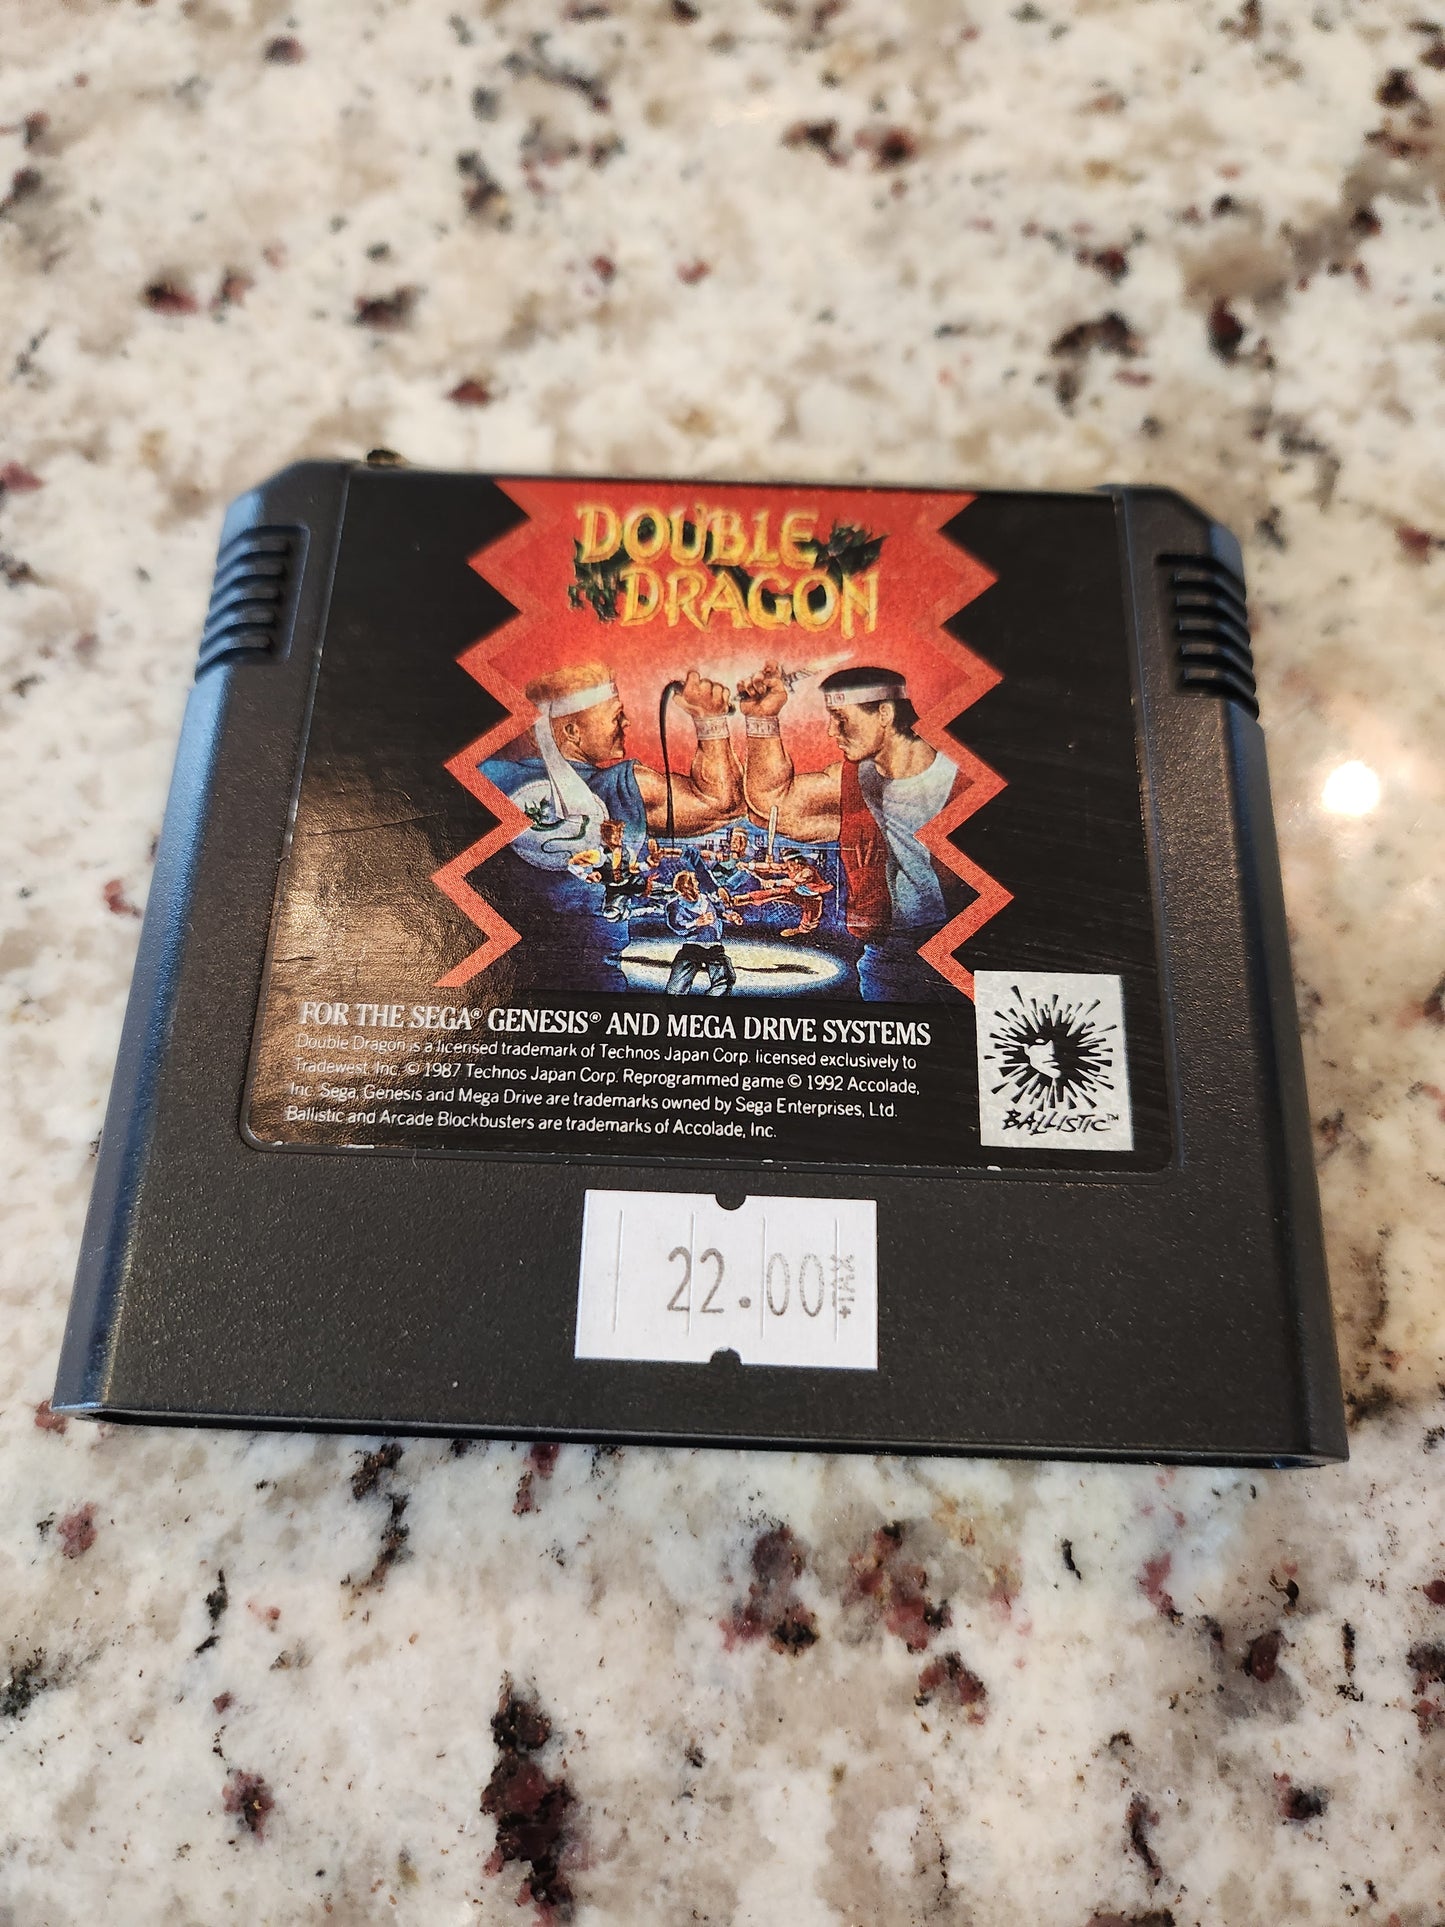 DOUBLE
DRAGON
FOR THE SEGA® GENESIS® AND MEGA DRIVE SYSTEMS
Double Dragon is a licensed trademark of Technos Japan Corp. licensed exclusively to
Tradewest, Inc. © 1987 Technos Japan Corp. Reprogrammed game © 1992 Accolade,
Inc. Sega, Genesis and Mega Drive are trademarks owned by Sega Enterprises, Ltd.
Ballistic and Arcade Blockbusters are trademarks of Accolade, Inc.
BALLISTIC™
22.00